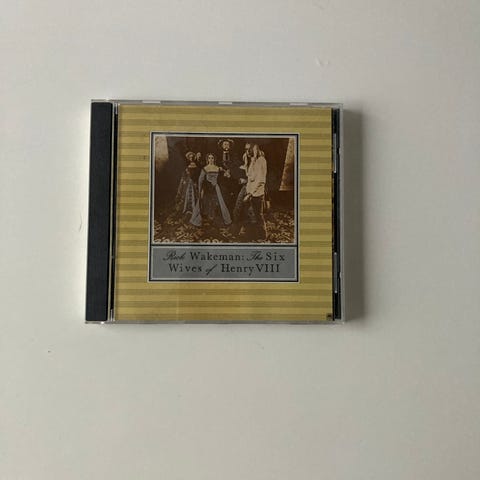 Rick Wakeman: The Six
Wives of Henry VIII